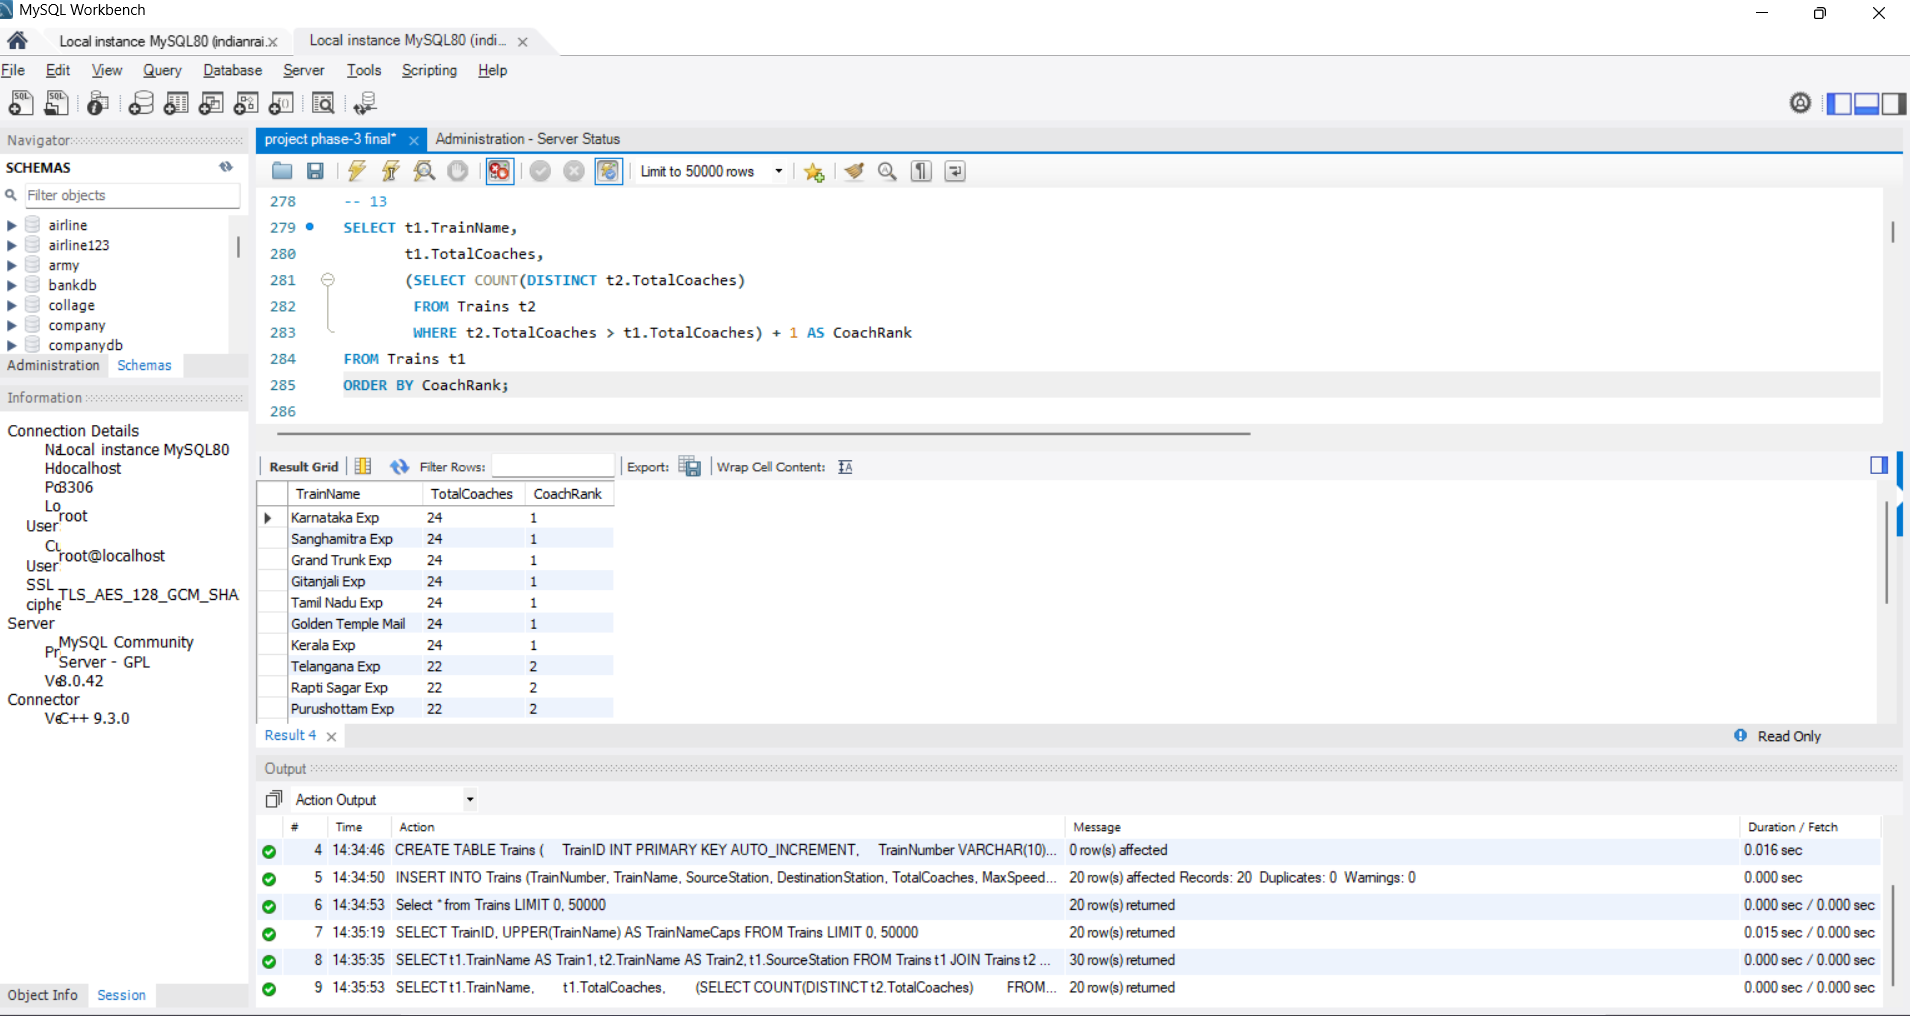 MySQL Workbench
Local instance MySQL80 (indianrai.x
Local instance MySQL80 (indi... x
File Edit View Query Database Server Tools Scripting Help
Navigator
SCHEMAS
Filter objects
airline
airline123
army
bankdb
collage
company
companydb
Administration Schemas
Information
Connection Details
Local instance MySQL80
localhost
3306
root
User
root@localhost
User
SSL
TLS_AES_128_GCM_SHA
Server
MySQL Community
Server - GPL
8.0.42
Connector
C++ 9.3.0
Object Info Session
project phase-3 final* x Administration - Server Status
Limit to 50000 rows
278 -- 13
279 SELECT t1.TrainName,
280 t1.TotalCoaches,
281 (SELECT COUNT(DISTINCT t2.TotalCoaches)
282 FROM Trains t2
283 WHERE t2.TotalCoaches > t1.TotalCoaches) + 1 AS CoachRank
284 FROM Trains t1
285 ORDER BY CoachRank;
286
Result Grid Filter Rows: Export: Wrap Cell Content:
TrainName TotalCoaches CoachRank
Karnataka Exp 24 1
Sanghamitra Exp 24 1
Grand Trunk Exp 24 1
Gitanjali Exp 24 1
Tamil Nadu Exp 24 1
Golden Temple Mail 24 1
Kerala Exp 24 1
Telangana Exp 22 2
Rapti Sagar Exp 22 2
Purushottam Exp 22 2
Result 4 x
Read Only
Output
Action Output
# Time Action Message Duration / Fetch
4 14:34:46 CREATE TABLE Trains ( TrainID INT PRIMARY KEY AUTO_INCREMENT, TrainNumber VARCHAR(10)... 0 row(s) affected 0.016 sec
5 14:34:50 INSERT INTO Trains (TrainNumber, TrainName, SourceStation, DestinationStation, TotalCoaches, MaxSpeed... 20 row(s) affected Records: 20 Duplicates: 0 Warnings: 0 0.000 sec
6 14:34:53 Select * from Trains LIMIT 0, 50000 20 row(s) returned 0.000 sec / 0.000 sec
7 14:35:19 SELECT TrainID, UPPER(TrainName) AS TrainNameCaps FROM Trains LIMIT 0, 50000 20 row(s) returned 0.015 sec / 0.000 sec
8 14:35:35 SELECT t1.TrainName AS Train1, t2.TrainName AS Train2, t1.SourceStation FROM Trains t1 JOIN Trains t2 ... 30 row(s) returned 0.000 sec / 0.000 sec
9 14:35:53 SELECT t1.TrainName, t1.TotalCoaches, (SELECT COUNT(DISTINCT t2.TotalCoaches) FROM... 20 row(s) returned 0.000 sec / 0.000 sec